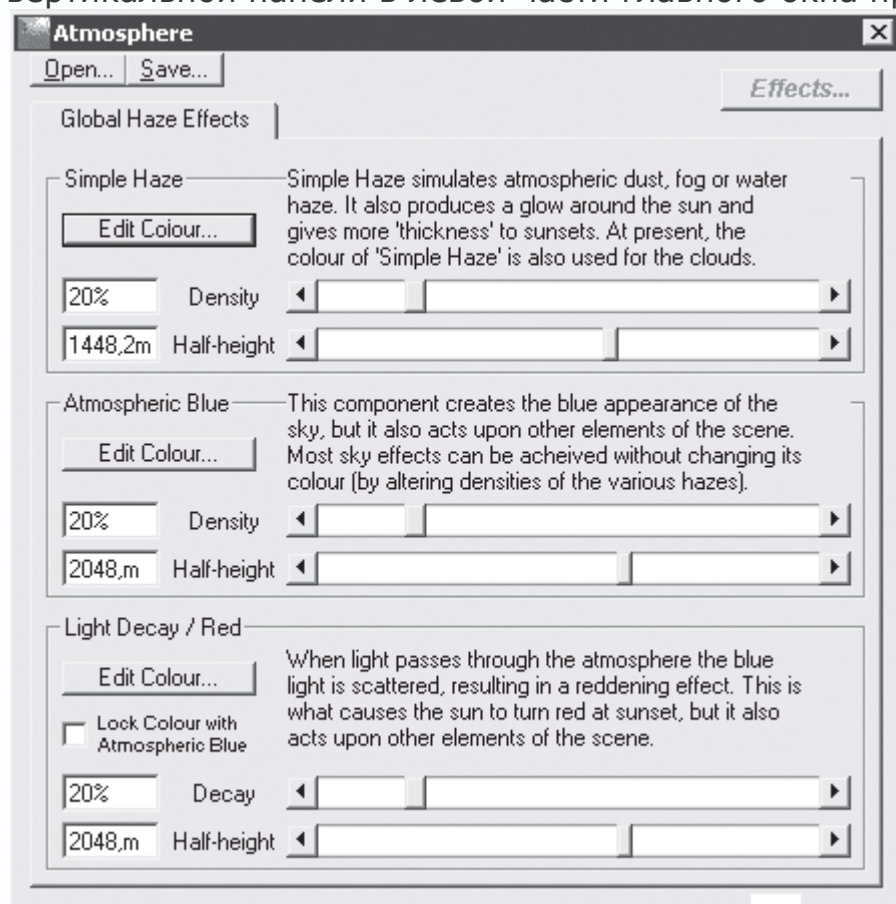 вертикальной панели в левой части главного окна пр
Atmosphere
Open... Save...
Effects...
Global Haze Effects
Simple Haze
Simple Haze simulates atmospheric dust, fog or water
haze. It also produces a glow around the sun and
Edit Colour...
gives more 'thickness' to sunsets. At present, the
colour of 'Simple Haze' is also used for the clouds.
20% Density
1448,2m Half-height
Atmospheric Blue
This component creates the blue appearance of the
sky, but it also acts upon other elements of the scene.
Edit Colour...
Most sky effects can be acheived without changing its
colour (by altering densities of the various hazes).
20% Density
2048,m Half-height
Light Decay / Red
Edit Colour...
When light passes through the atmosphere the blue
light is scattered, resulting in a reddening effect. This is
what causes the sun to turn red at sunset, but it also
acts upon other elements of the scene.
Lock Colour with
Atmospheric Blue
20% Decay
2048,m Half-height